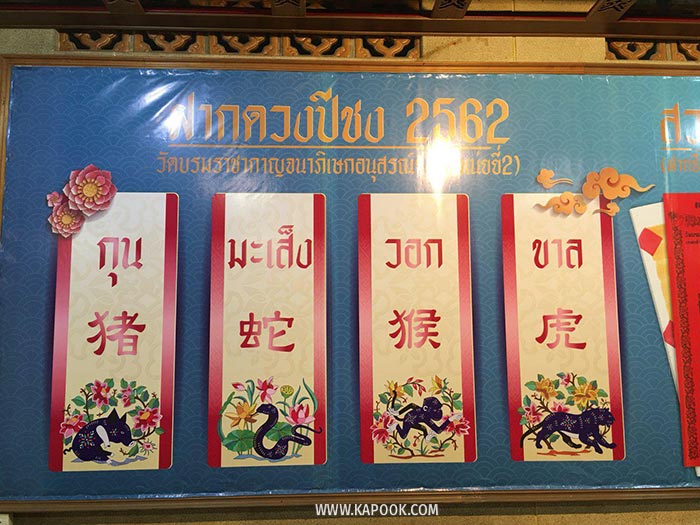 ฝากดวงปีชง 2562
วัดบรมราชากาญจนาภิเษกอนุสรณ์
กุน
猪
มะเส็ง
蛇
วอก
猴
ขาล
虎
WWW.KAPOOK.COM